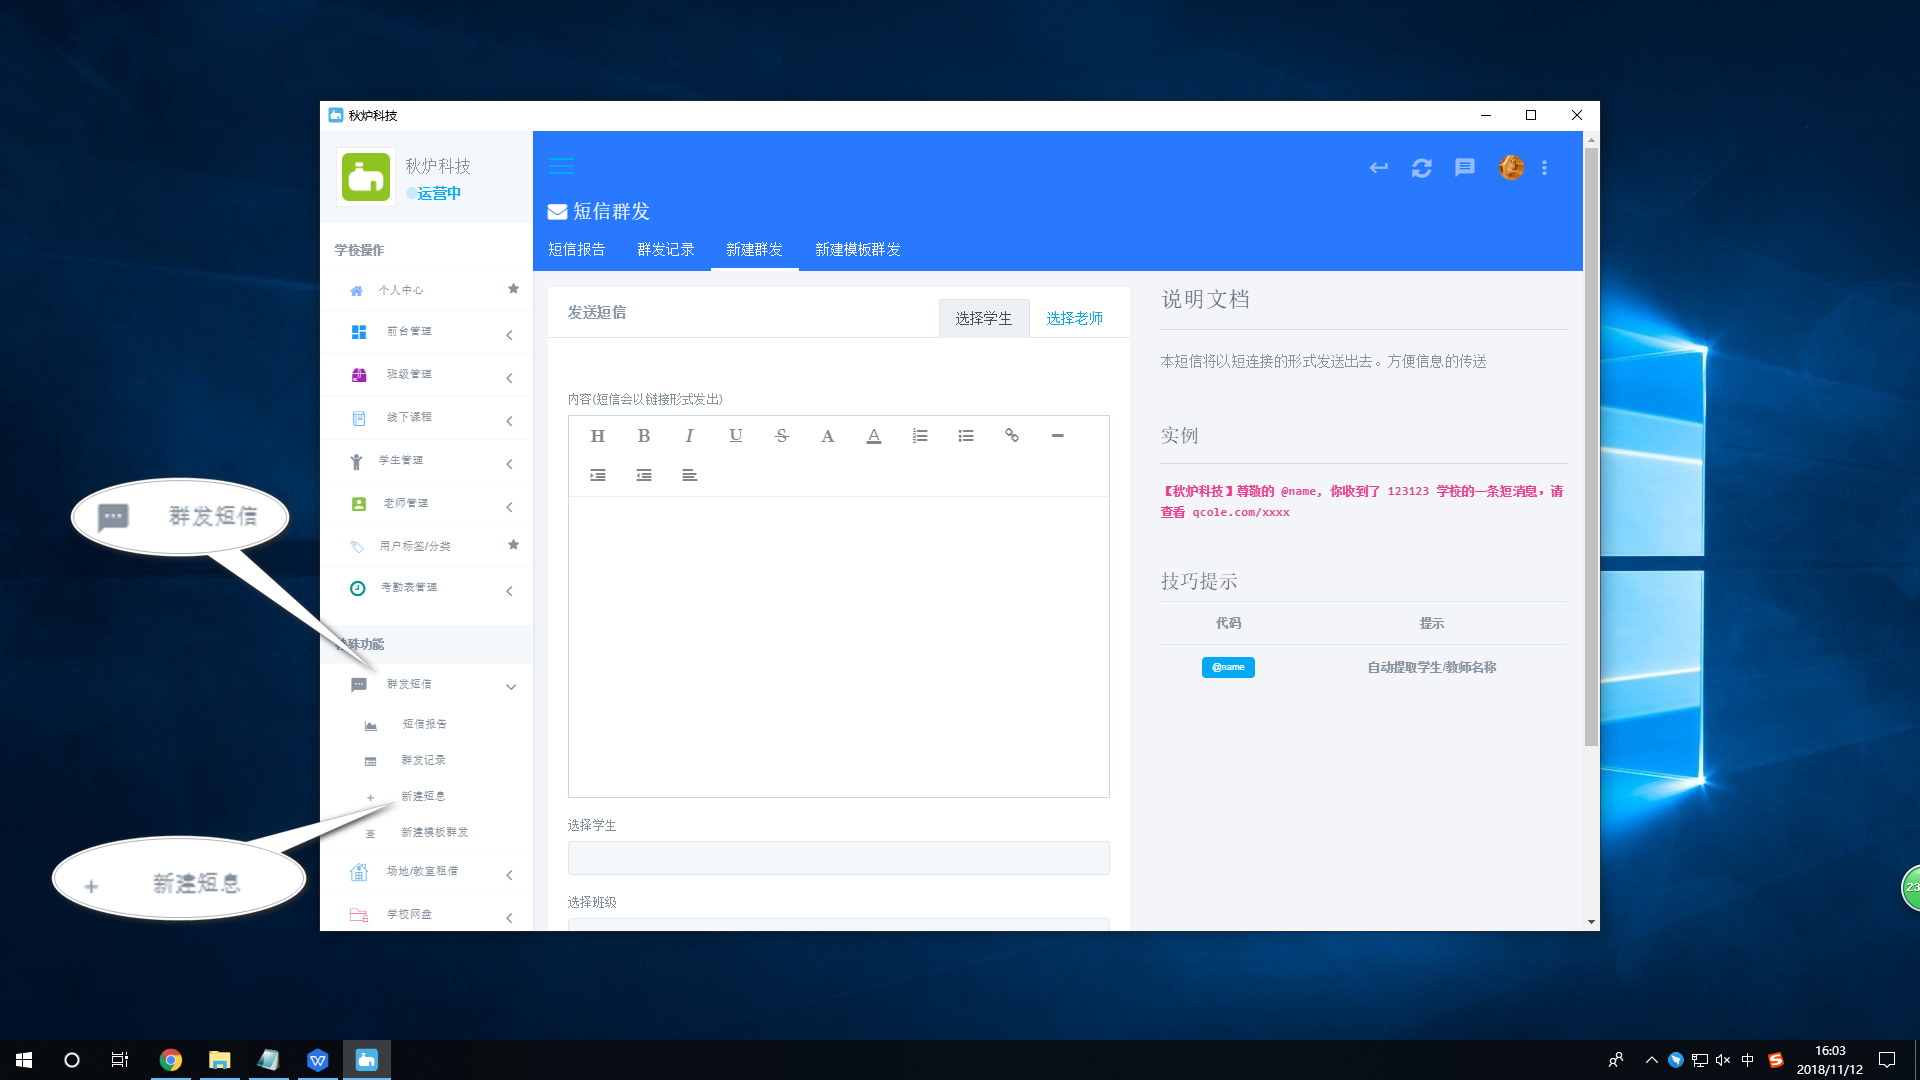 秋炉科技
秋炉科技
运营中
学校操作
个人中心
前台管理
班级管理
线下课程
学生管理
老师管理
用户标签/分类
考勤表管理
殊功能
群发短信
短信报告
群发记录
新建短息
新建模板群发
场地/教室租借
学校网盘
群发短信
+ 新建短息
短信群发
短信报告 群发记录 新建群发 新建模板群发
发送短信 选择学生 选择老师
内容(短信会以链接形式发出)
H B I U S A A
选择学生
选择班级
说明文档
本短信将以短连接的形式发送出去。方便信息的传送
实例
【秋炉科技】尊敬的 @name, 你收到了 123123 学校的一条短消息，请
查看 qcole.com/xxxx
技巧提示
代码 提示
@name 自动提取学生/教师名称
23
中
16:03
2018/11/12